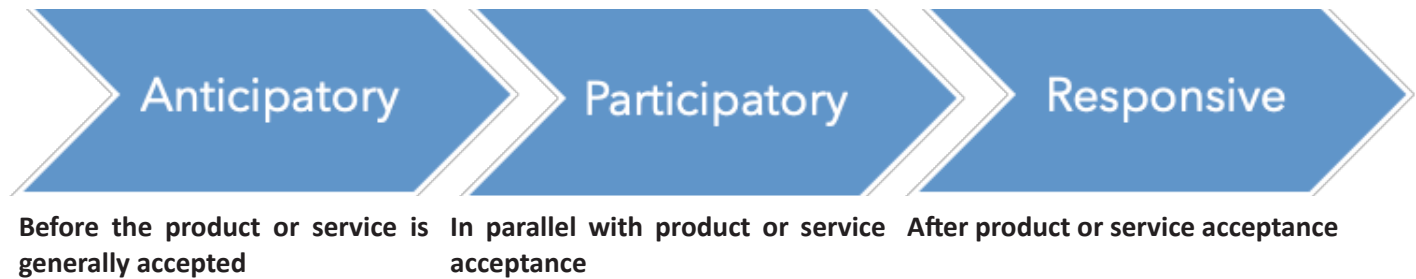 Anticipatory
Participatory
Responsive
Before the product or service is
generally accepted
In parallel with product or service
acceptance
After product or service acceptance